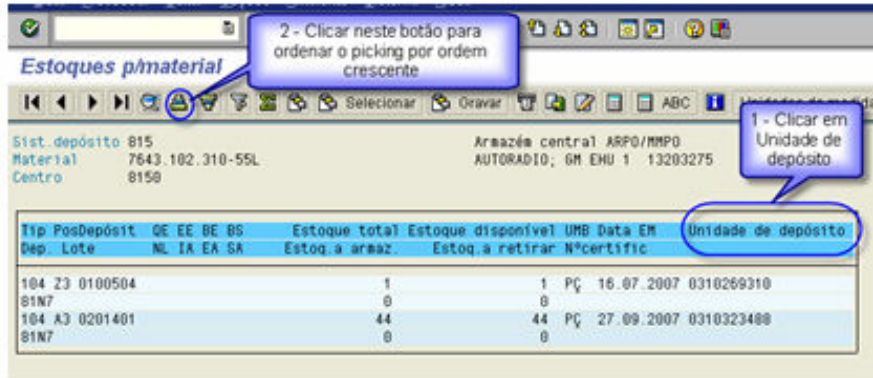 2 - Clicar neste botão para
ordenar o picking por ordem
crescente
Estoques p/material
Selecionar Gravar ABC
1 - Clicar em
Unidade de
depósito
Sist.depósito 815 Armazém central ARPO/MMPO
Material 7643.102.310-55L AUTORADIO; GM EHU 1 13203275
Centro 8150
Tip PosDepósit QE EE BE BS Estoque total Estoque disponível UMB Data EM Unidade de depósito
Dep. Lote NL IA EA SA Estoq.a armaz. Estoq.a retirar Nºcertific
104 Z3 0100504 1 1 PÇ 16.07.2007 0310269310
81N7 0 0
104 A3 0201401 44 44 PÇ 27.09.2007 0310323488
81N7 0 0